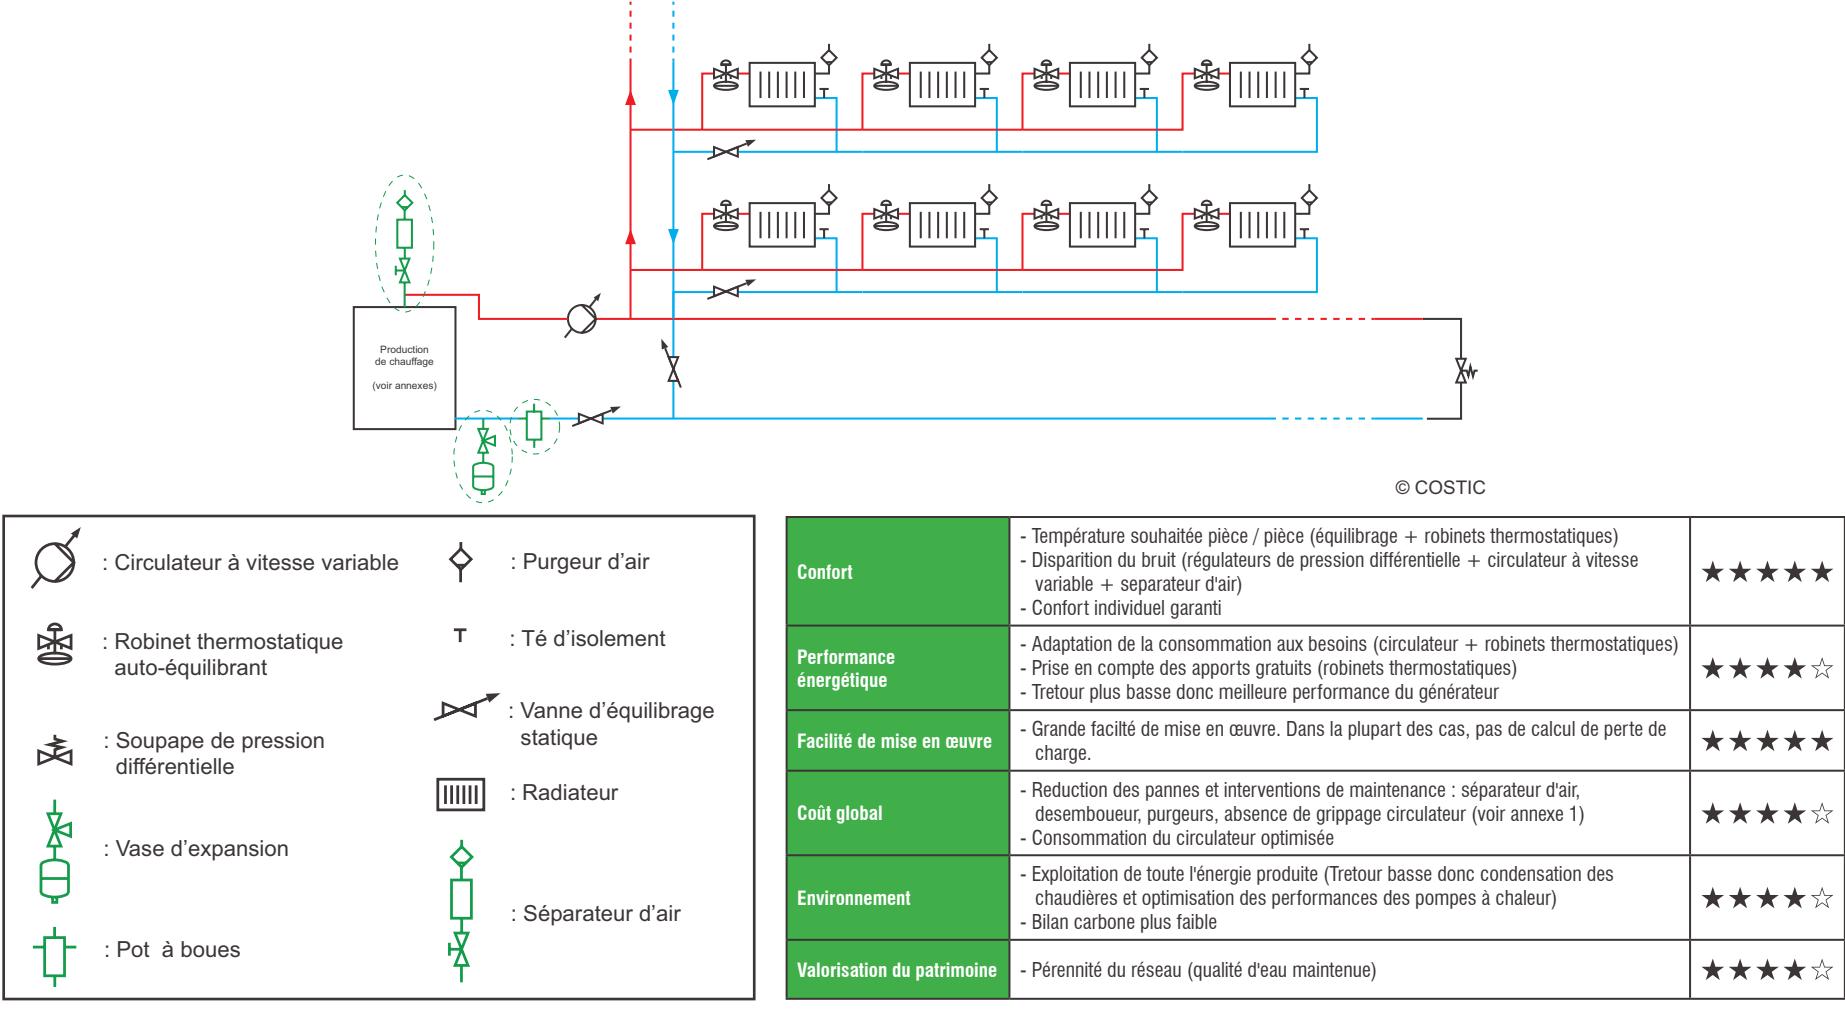 Production
de chauffage
(voir annexes)
© COSTIC
: Circulateur à vitesse variable
: Robinet thermostatique
auto-équilibrant
: Soupape de pression
différentielle
: Vase d’expansion
: Pot à boues
: Purgeur d’air
: Té d’isolement
: Vanne d’équilibrage
statique
: Radiateur
: Séparateur d’air
Confort
- Température souhaitée pièce / pièce (équilibrage + robinets thermostatiques)
- Disparition du bruit (régulateurs de pression différentielle + circulateur à vitesse
variable + separateur d'air)
- Confort individuel garanti
★★★★★
Performance
énergétique
- Adaptation de la consommation aux besoins (circulateur + robinets thermostatiques)
- Prise en compte des apports gratuits (robinets thermostatiques)
- Tretour plus basse donc meilleure performance du générateur
★★★★☆
Facilité de mise en œuvre
- Grande facilté de mise en œuvre. Dans la plupart des cas, pas de calcul de perte de
charge.
★★★★★
Coût global
- Reduction des pannes et interventions de maintenance : séparateur d'air,
desemboueur, purgeurs, absence de grippage circulateur (voir annexe 1)
- Consommation du circulateur optimisée
★★★★☆
Environnement
- Exploitation de toute l'énergie produite (Tretour basse donc condensation des
chaudières et optimisation des performances des pompes à chaleur)
- Bilan carbone plus faible
★★★★☆
Valorisation du patrimoine
- Pérennité du réseau (qualité d'eau maintenue)
★★★★☆